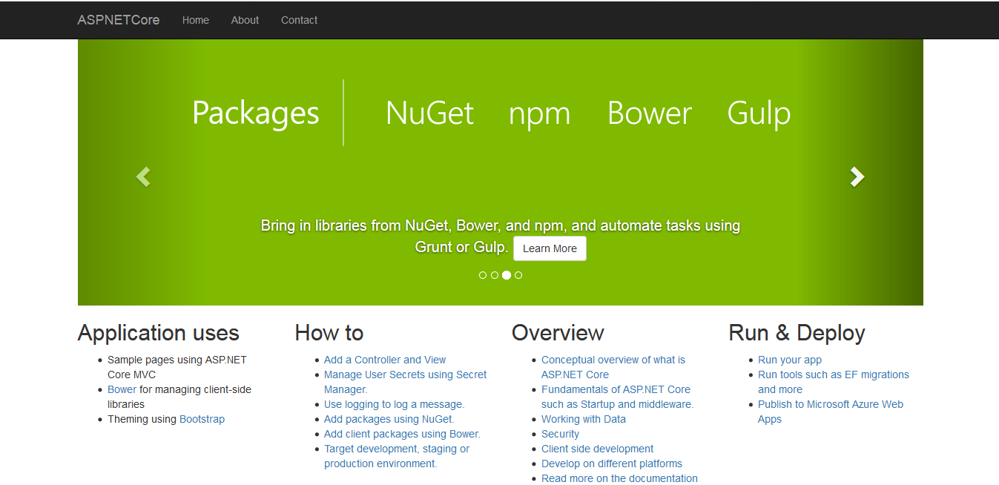 ASPNETCore Home About Contact
Packages NuGet npm Bower Gulp
Bring in libraries from NuGet, Bower, and npm, and automate tasks using
Grunt or Gulp. Learn More
Application uses
Sample pages using ASP.NET
Core MVC
Bower for managing client-side
libraries
Theming using Bootstrap
How to
Add a Controller and View
Manage User Secrets using Secret
Manager.
Use logging to log a message.
Add packages using NuGet.
Add client packages using Bower.
Target development, staging or
production environment.
Overview
Conceptual overview of what is
ASP.NET Core
Fundamentals of ASP.NET Core
such as Startup and middleware.
Working with Data
Security
Client side development
Develop on different platforms
Read more on the documentation
Run & Deploy
Run your app
Run tools such as EF migrations
and more
Publish to Microsoft Azure Web
Apps